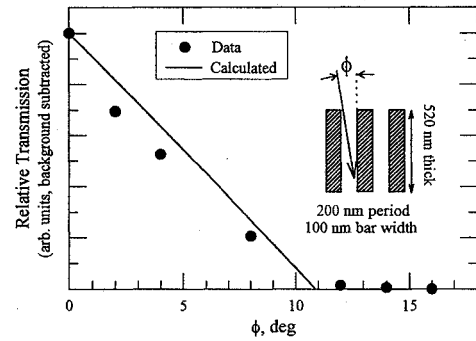 Relative Transmission
(arb. units, background subtracted)
Data
Calculated
ϕ
520 nm thick
200 nm period
100 nm bar width
0
5
10
15
ϕ, deg